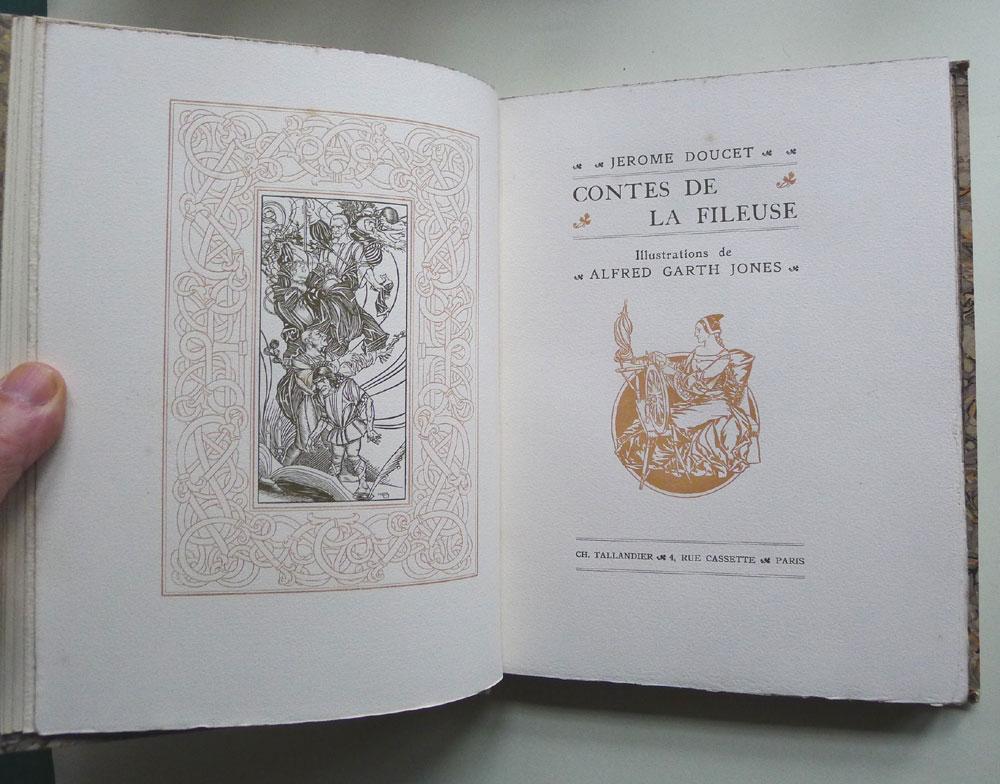 JEROME DOUCET
CONTES DE
LA FILEUSE
Illustrations de
ALFRED GARTH JONES
CH. TALLANDIER 4, RUE CASSETTE PARIS